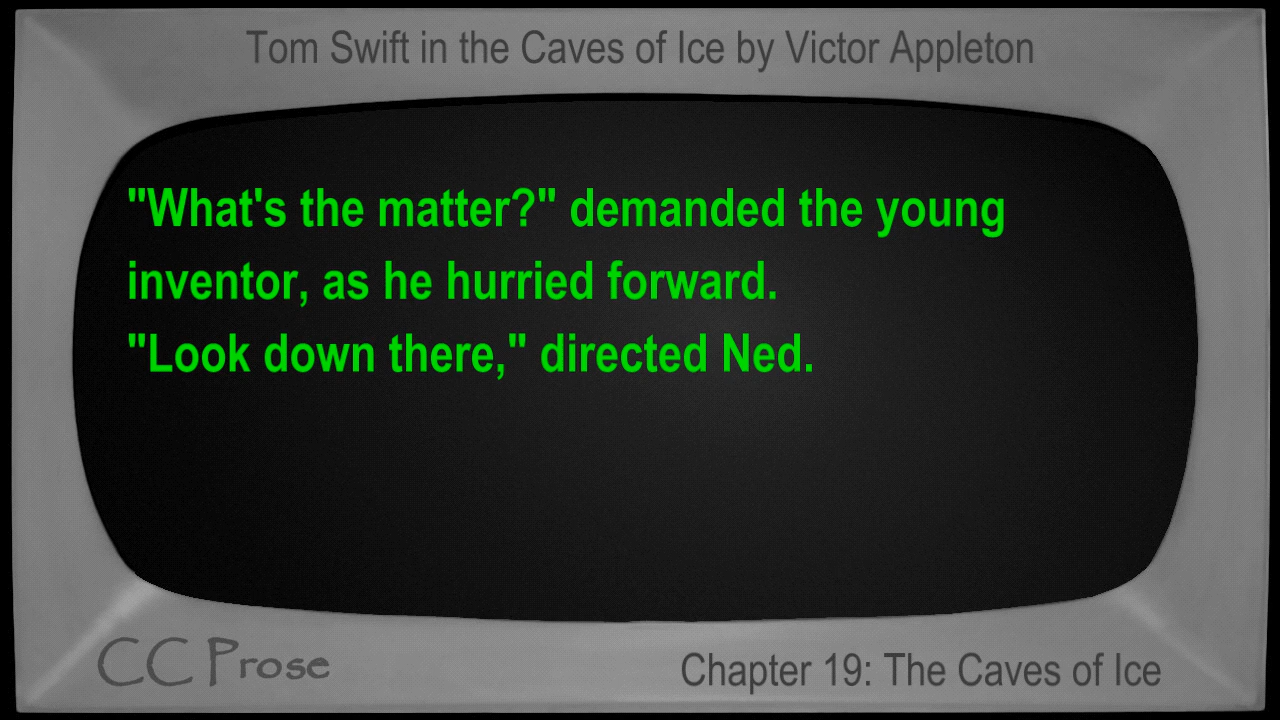 Tom Swift in the Caves of Ice by Victor Appleton
"What's the matter?" demanded the young
inventor, as he hurried forward.
"Look down there," directed Ned.
CC Prose
Chapter 19: The Caves of Ice